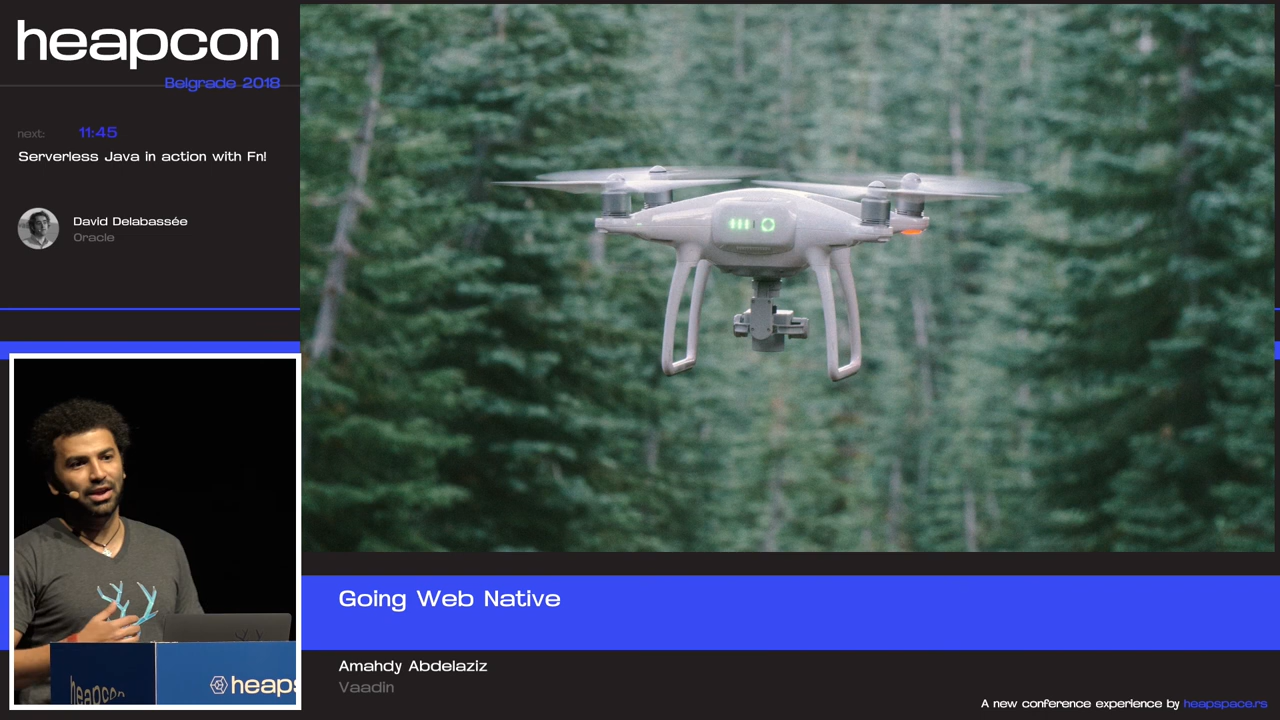 heapcon
Belgrade 2018
next: 11:45
Serverless Java in action with Fn!
David Delabassée
Oracle
heapcon
heaps
Going Web Native
Amahdy Abdelaziz
Vaadin
A new conference experience by heapspace.rs